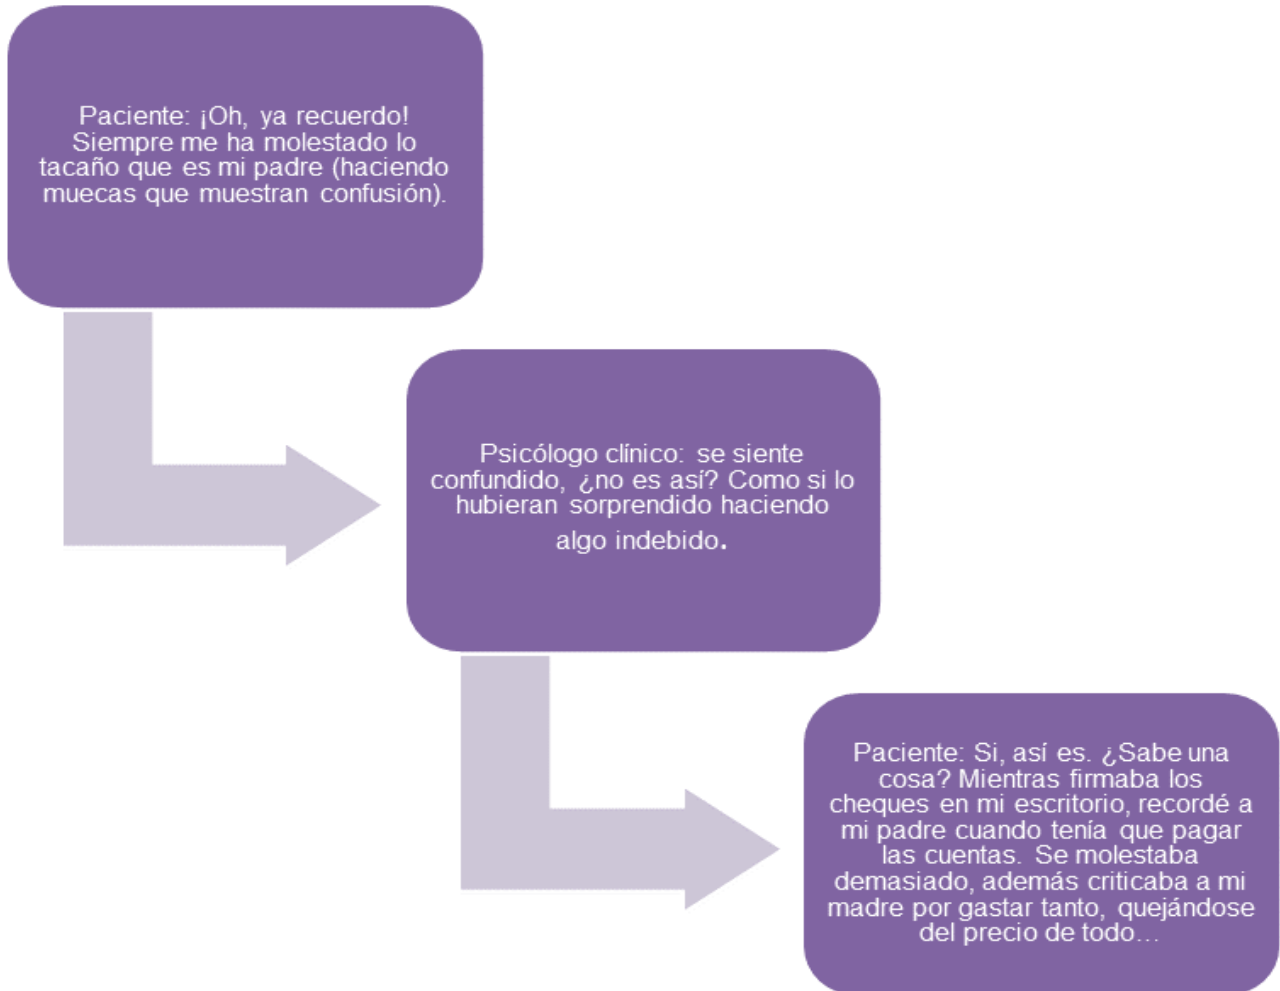 Paciente: ¡Oh, ya recuerdo!
Siempre me ha molestado lo
tacaño que es mi padre (haciendo
muecas que muestran confusión).
Psicólogo clínico: se siente
confundido, ¿no es así? Como si lo
hubieran sorprendido haciendo
algo indebido.
Paciente: Si, así es. ¿Sabe una
cosa? Mientras firmaba los
cheques en mi escritorio, recordé a
mi padre cuando tenía que pagar
las cuentas. Se molestaba
demasiado, además criticaba a mi
madre por gastar tanto, quejándose
del precio de todo...